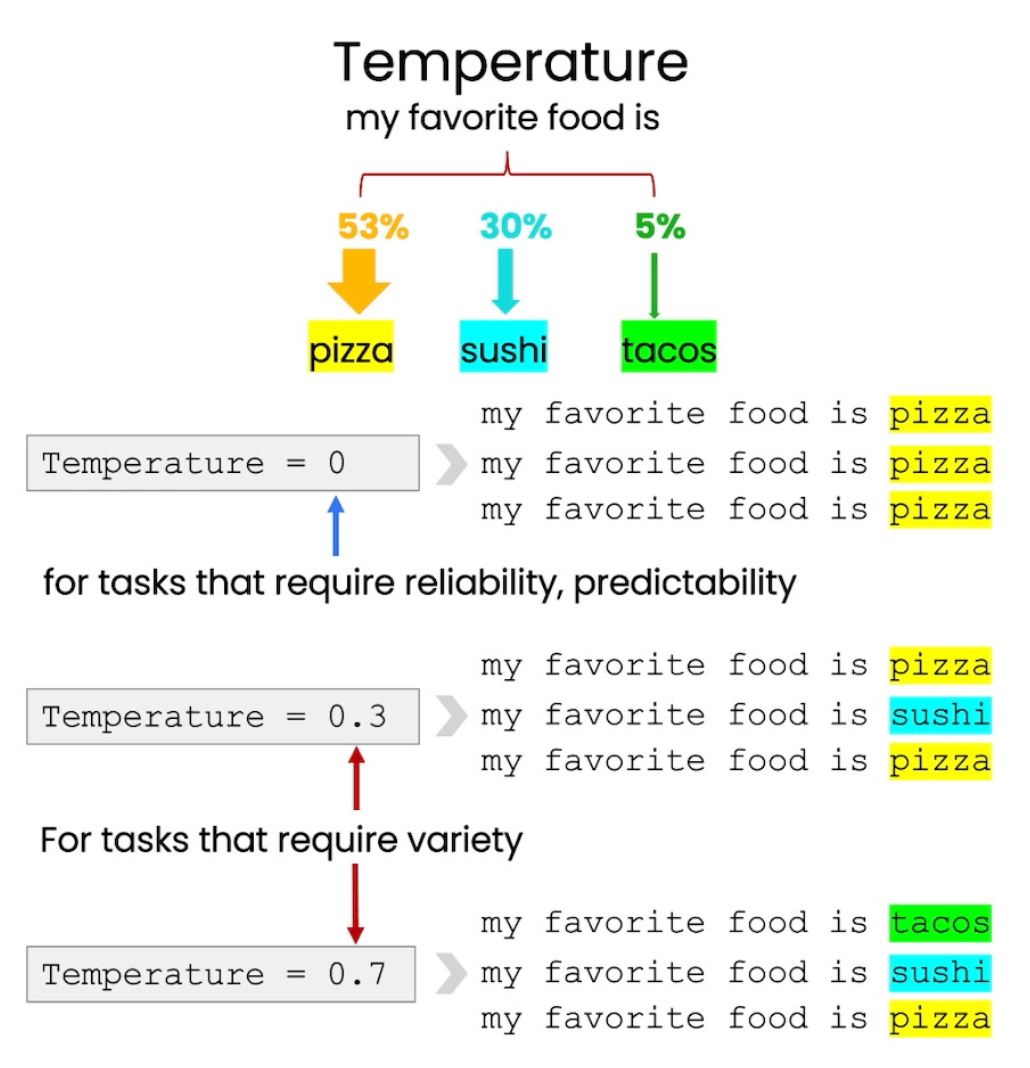 Temperature
my favorite food is
53% 30% 5%
pizza sushi tacos
my favorite food is pizza
Temperature = 0
my favorite food is pizza
my favorite food is pizza
for tasks that require reliability, predictability
my favorite food is pizza
Temperature = 0.3
my favorite food is sushi
my favorite food is pizza
For tasks that require variety
my favorite food is tacos
Temperature = 0.7
my favorite food is sushi
my favorite food is pizza